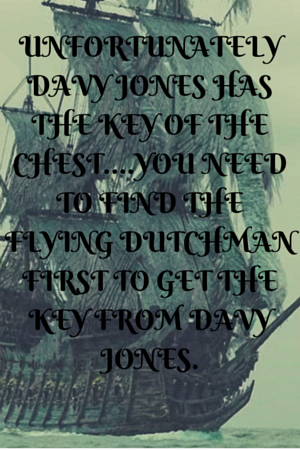 UNFORTUNATELY
DAVY JONES HAS
THE KEY OF THE
CHEST....YOU NEED
TO FIND THE
FLYING DUTCHMAN
FIRST TO GET THE
KEY FROM DAVY
JONES.